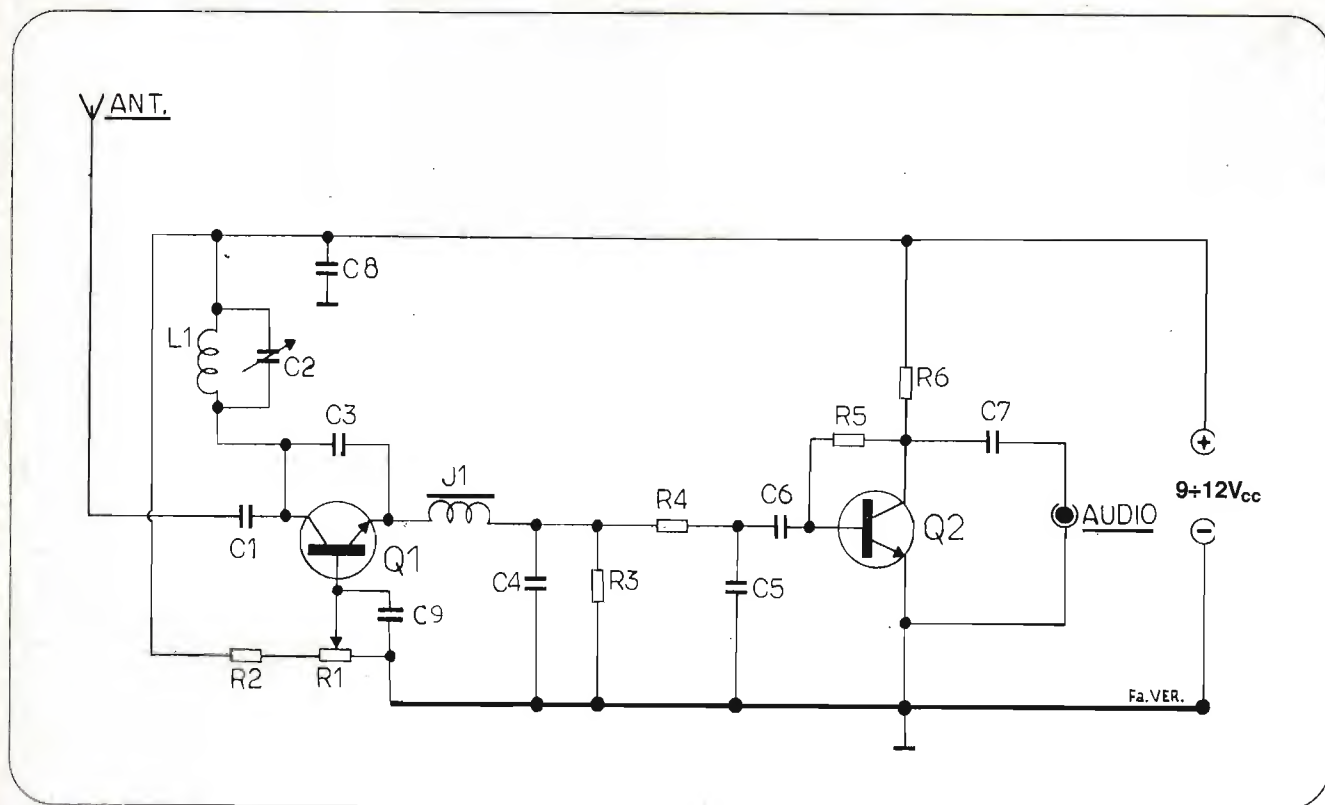 ANT.
C8
L1
C2
C3
R6
C7
R5
J1
R4
C6
9÷12Vcc
AUDIO
C1
Q1
Q2
C4
R3
C5
C9
R2
R1
Fa.VER.